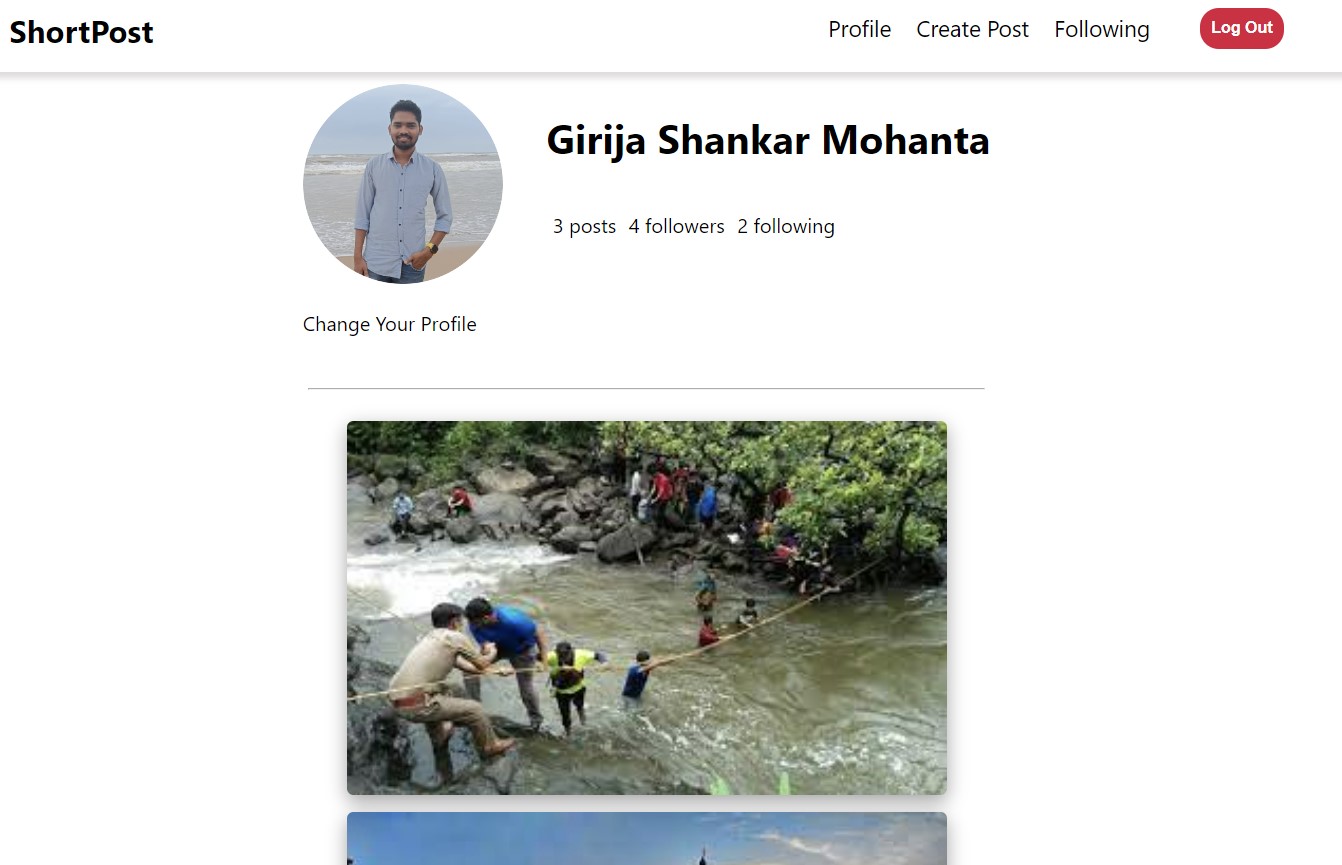 ShortPost
Profile Create Post Following Log Out
Girija Shankar Mohanta
3 posts 4 followers 2 following
Change Your Profile